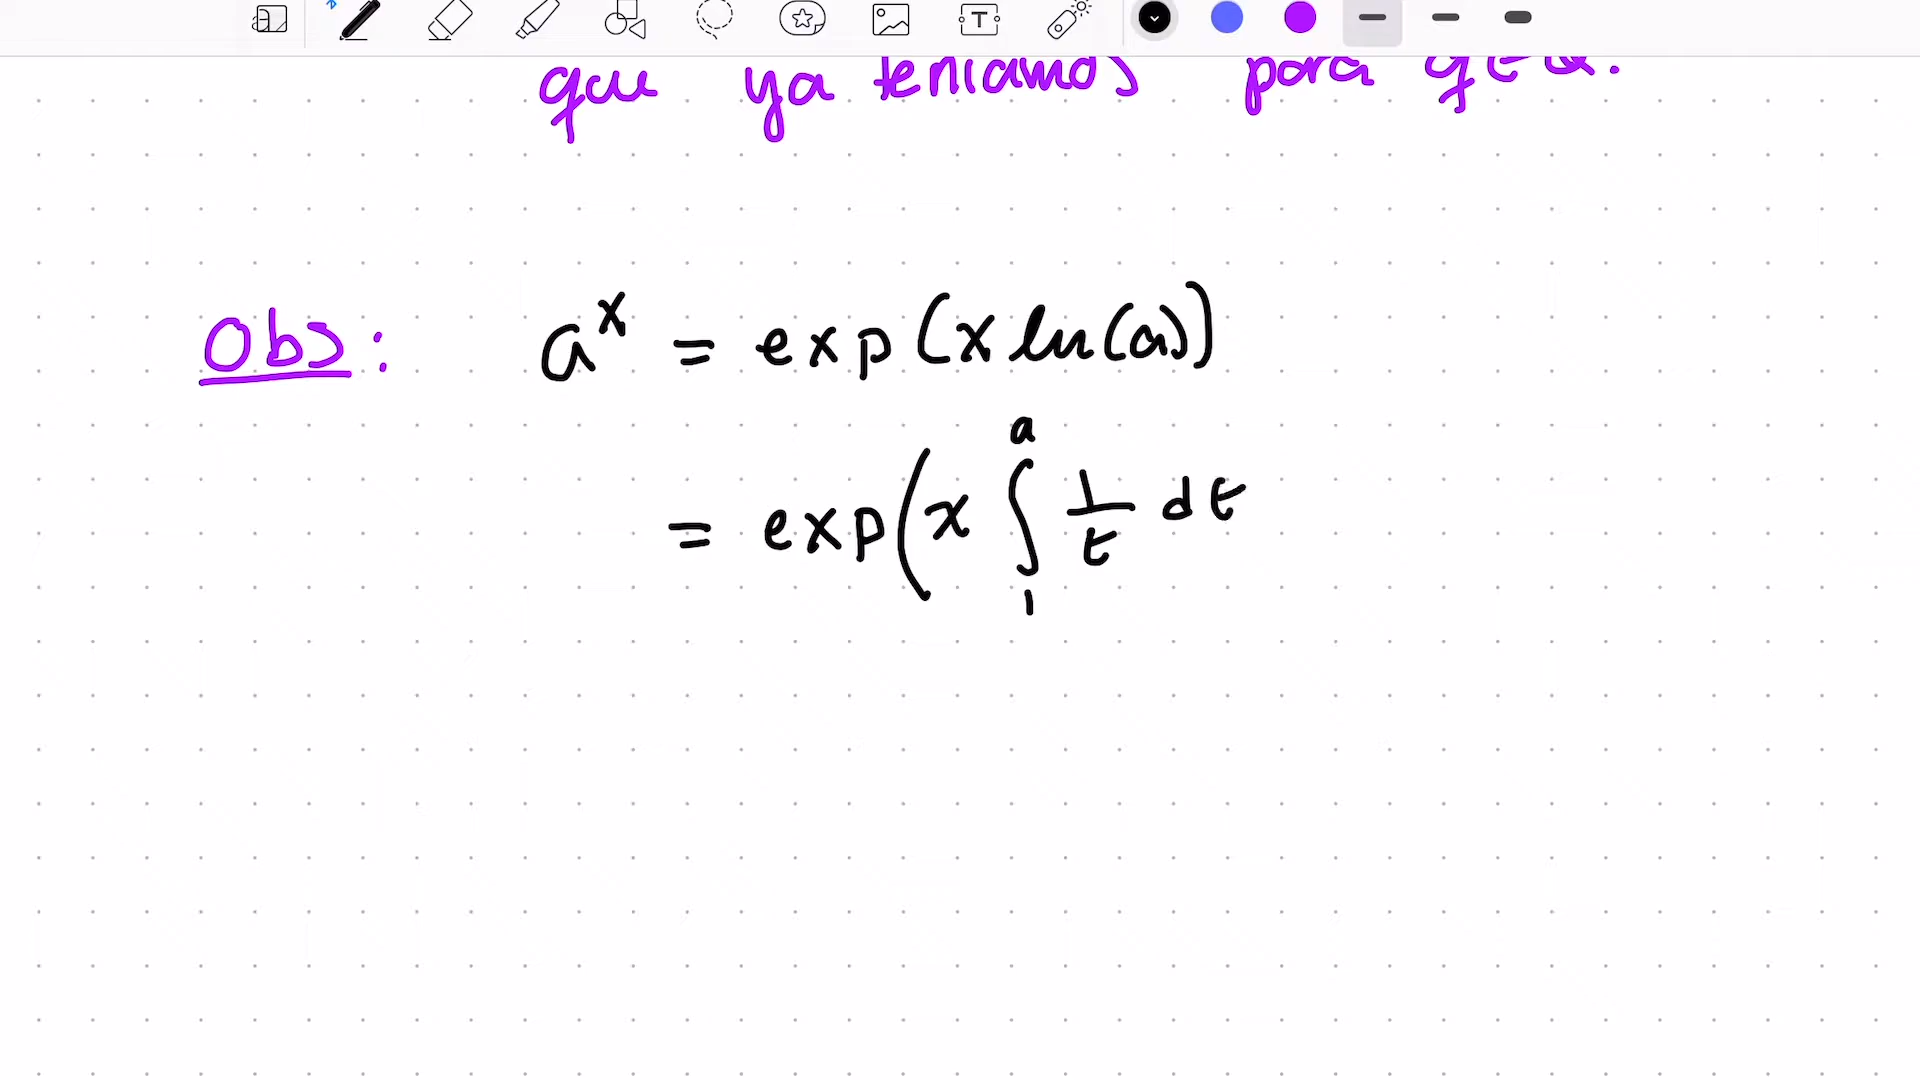 que ya teníamos para q ∈ Q.
Obs: a^x = exp(x ln(a))
= exp(x ∫_1^a 1/t dt